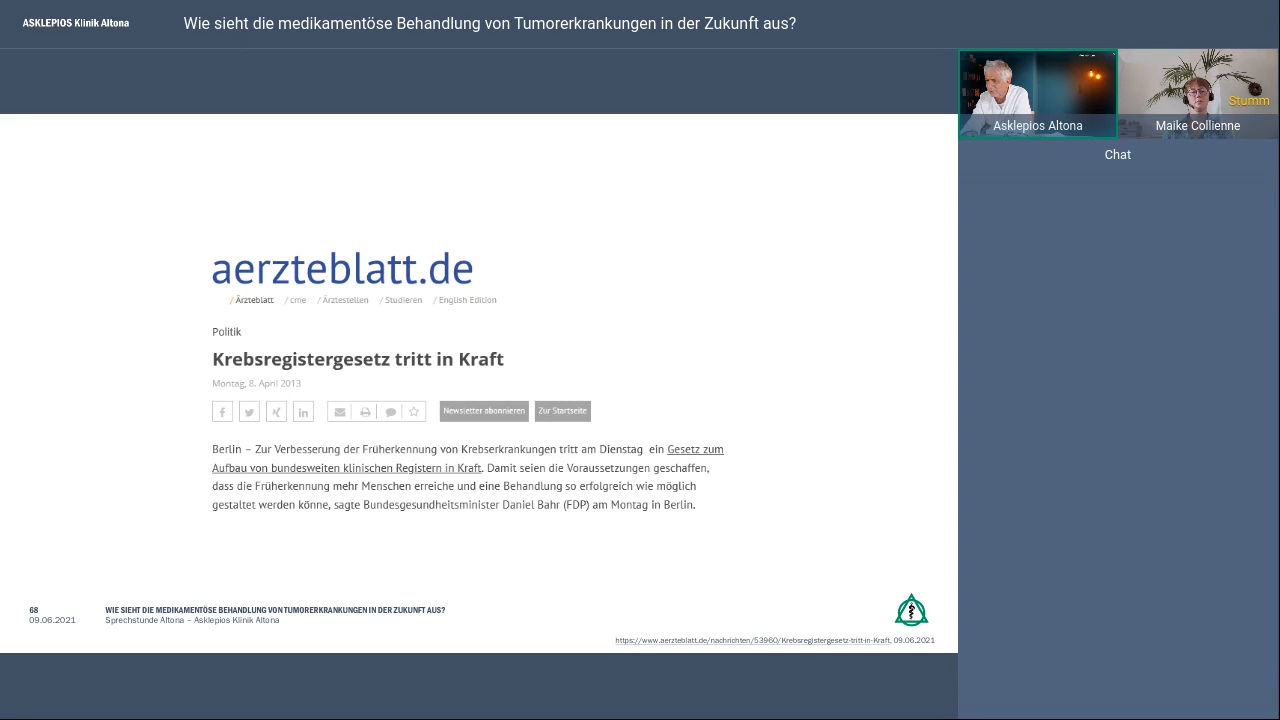 ASKLEPIOS Klinik Altona
Wie sieht die medikamentöse Behandlung von Tumorerkrankungen in der Zukunft aus?
Stumm
Asklepios Altona
Maike Collienne
Chat
aerzteblatt.de
/ Ärzteblatt / cme / Ärztestellen / Studieren / English Edition
Politik
Krebsregistergesetz tritt in Kraft
Montag, 8. April 2013
Newsletter abonnieren
Zur Startseite
Berlin – Zur Verbesserung der Früherkennung von Krebserkrankungen tritt am Dienstag ein Gesetz zum
Aufbau von bundesweiten klinischen Registern in Kraft. Damit seien die Voraussetzungen geschaffen,
dass die Früherkennung mehr Menschen erreiche und eine Behandlung so erfolgreich wie möglich
gestaltet werden könne, sagte Bundesgesundheitsminister Daniel Bahr (FDP) am Montag in Berlin.
68
WIE SIEHT DIE MEDIKAMENTÖSE BEHANDLUNG VON TUMORERKRANKUNGEN IN DER ZUKUNFT AUS?
09.06.2021
Sprechstunde Altona – Asklepios Klinik Altona
https://www.aerzteblatt.de/nachrichten/53960/Krebsregistergesetz-tritt-in-Kraft, 09.06.2021